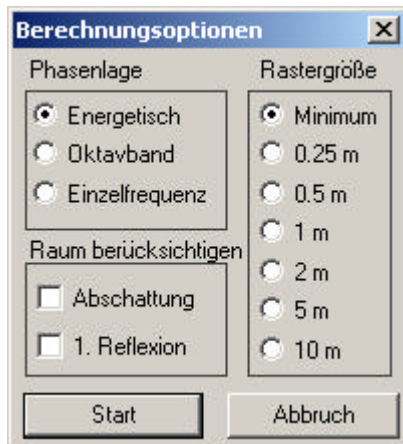 Berechnungsoptionen
Phasenlage
Energetisch
Oktavband
Einzelfrequenz
Raum berücksichtigen
Abschattung
1. Reflexion
Rastergröße
Minimum
0.25 m
0.5 m
1 m
2 m
5 m
10 m
Start
Abbruch